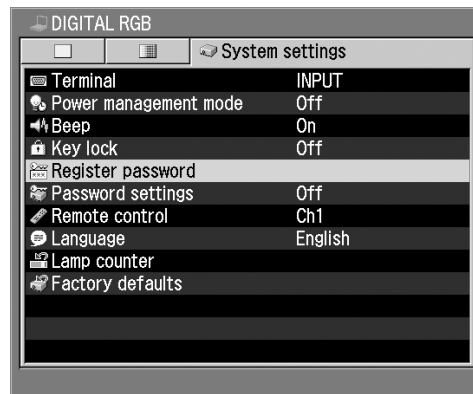 DIGITAL RGB
System settings
Terminal INPUT
Power management mode Off
Beep On
Key lock Off
Register password
Password settings Off
Remote control Ch1
Language English
Lamp counter
Factory defaults